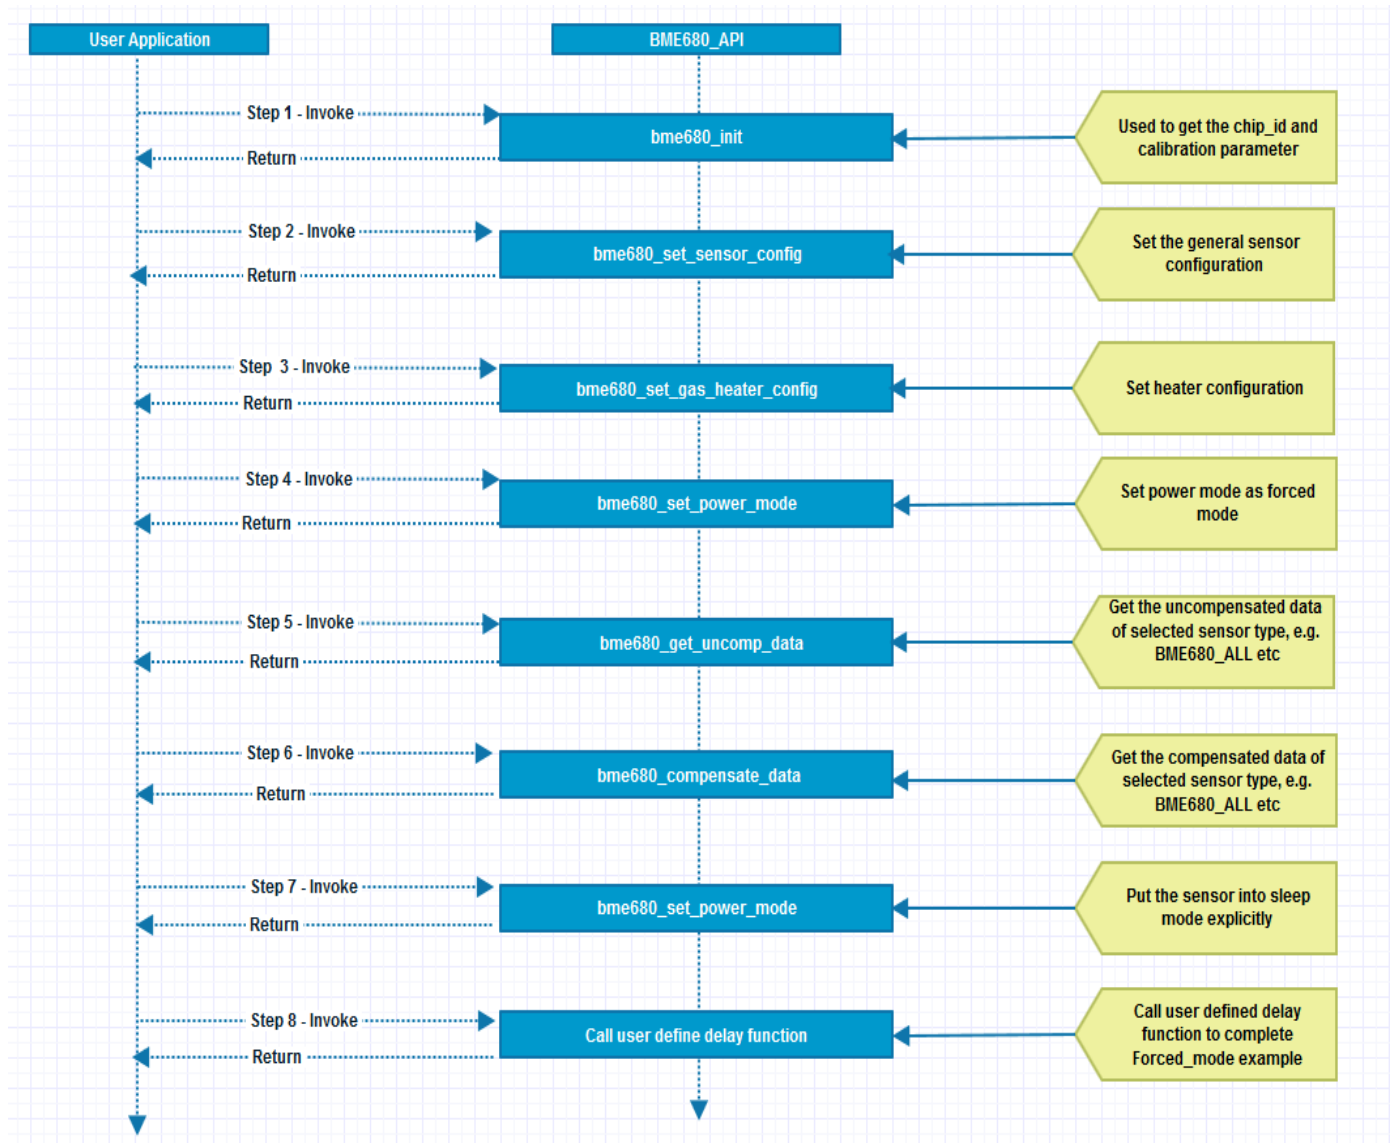 User Application
BME680_API
Step 1 - Invoke
bme680_init
Used to get the chip_id and
calibration parameter
Return
Step 2 - Invoke
bme680_set_sensor_config
Set the general sensor
configuration
Return
Step  3 - Invoke
bme680_set_gas_heater_config
Set heater configuration
Return
Step 4 - Invoke
bme680_set_power_mode
Set power mode as forced
mode
Return
Step 5 - Invoke
bme680_get_uncomp_data
Get the uncompensated data
of selected sensor type, e.g.
BME680_ALL etc
Return
Step 6 - Invoke
bme680_compensate_data
Get the compensated data of
selected sensor type, e.g.
BME680_ALL etc
Return
Step 7 - Invoke
bme680_set_power_mode
Put the sensor into sleep
mode explicitly
Return
Step 8 - Invoke
Call user define delay function
Call user defined delay
function to complete
Forced_mode example
Return